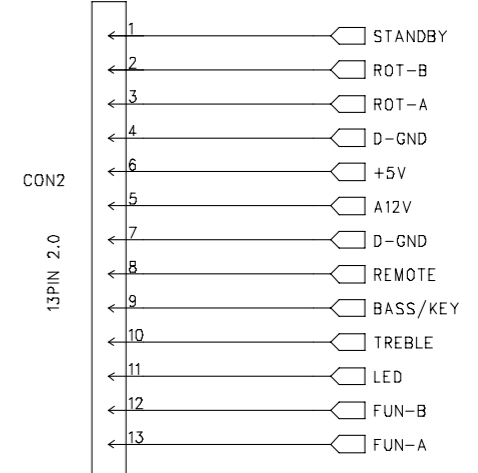 1 STANDBY
2 ROT-B
3 ROT-A
4 D-GND
6 +5V
CON2
5 A12V
7 D-GND
13PIN 2.0
8 REMOTE
9 BASS/KEY
10 TREBLE
11 LED
12 FUN-B
13 FUN-A